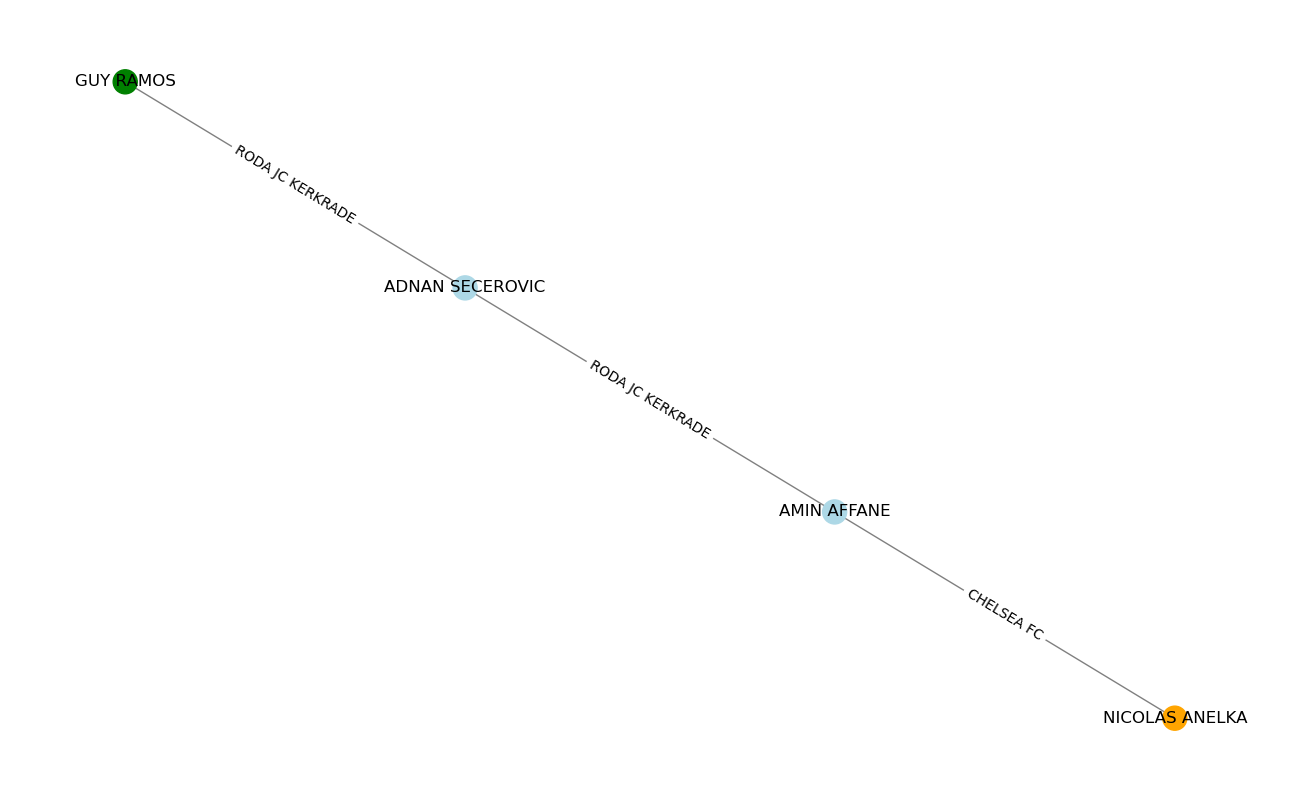 GUY RAMOS
RODA JC KERKRADE
ADNAN SECEROVIC
RODA JC KERKRADE
AMIN AFFANE
CHELSEA FC
NICOLAS ANELKA